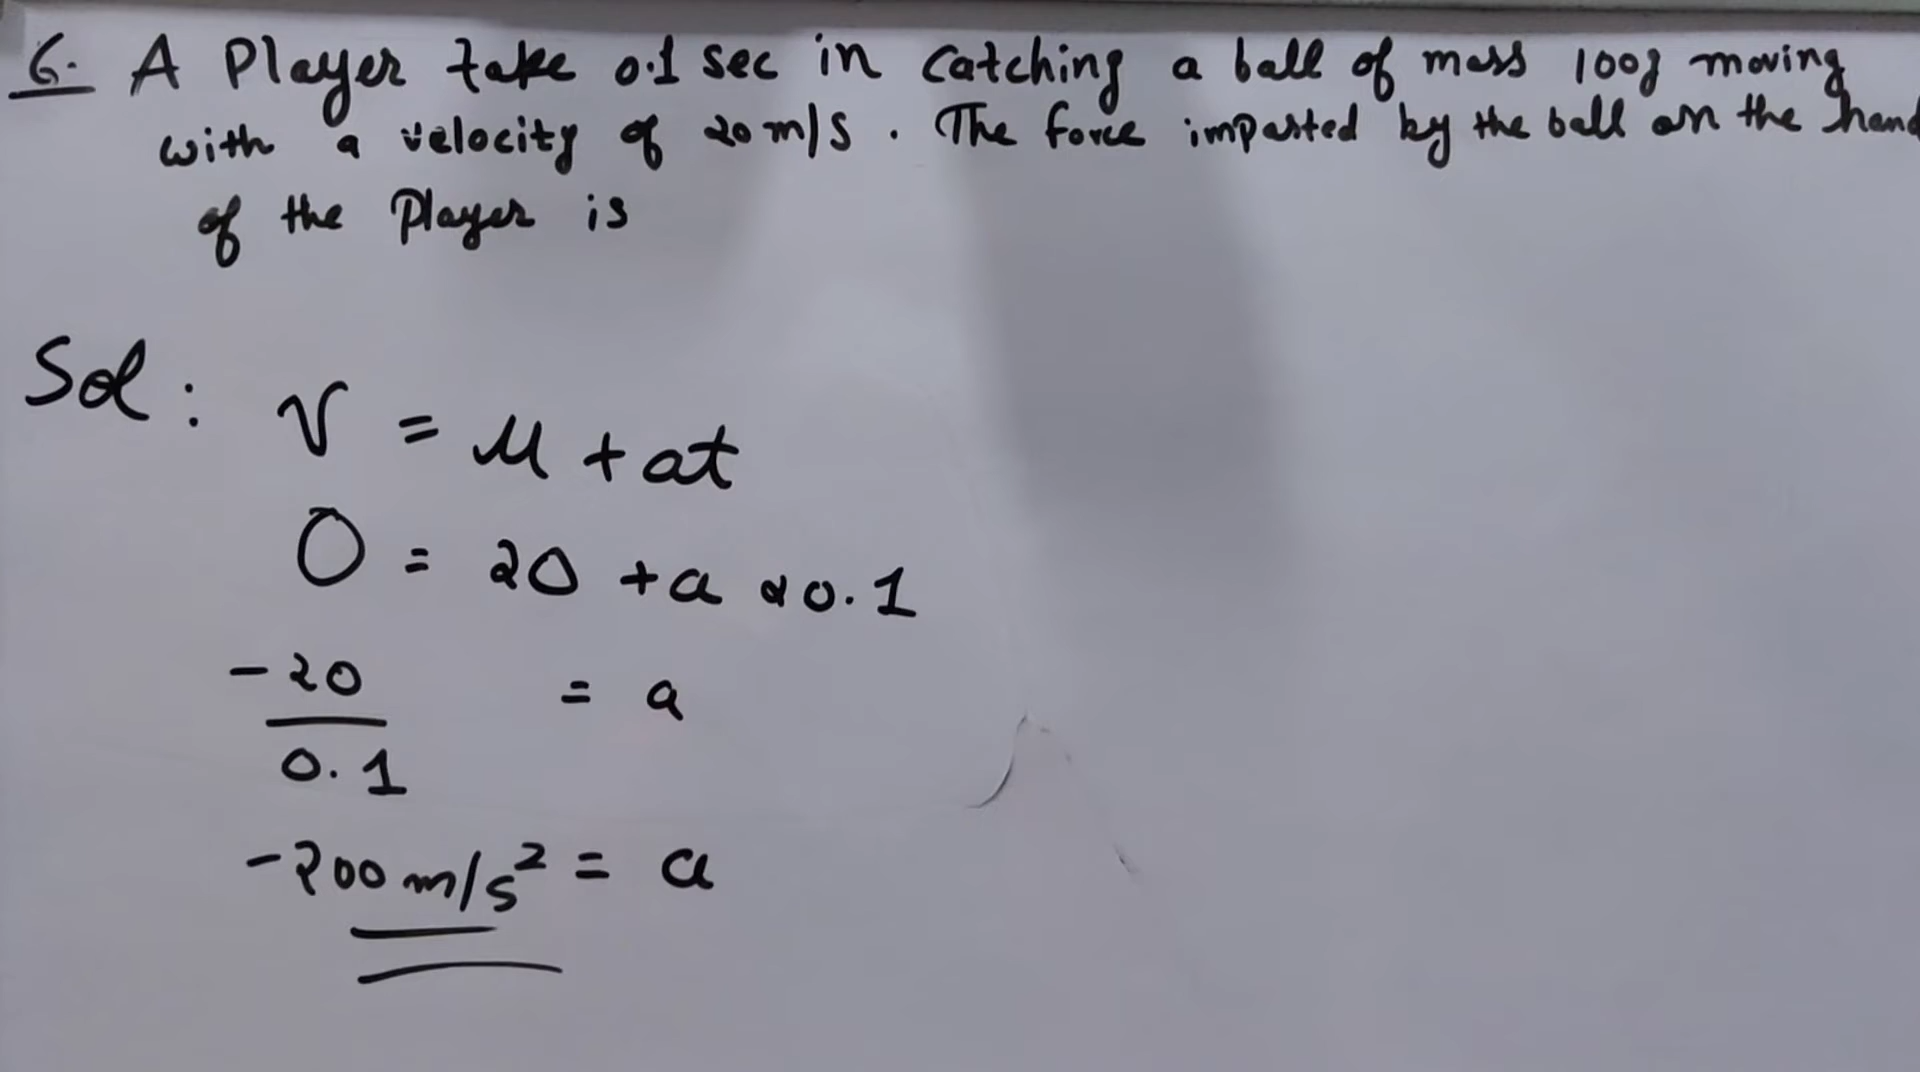 6. A Player take 0.1 sec in catching a ball of mass 100g moving
with a velocity of 20 m/s. The force imparted by the ball on the hand
of the Player is
Sol: v = u + at
0 = 20 + a x 0.1
-20/0.1 = a
-200 m/s² = a